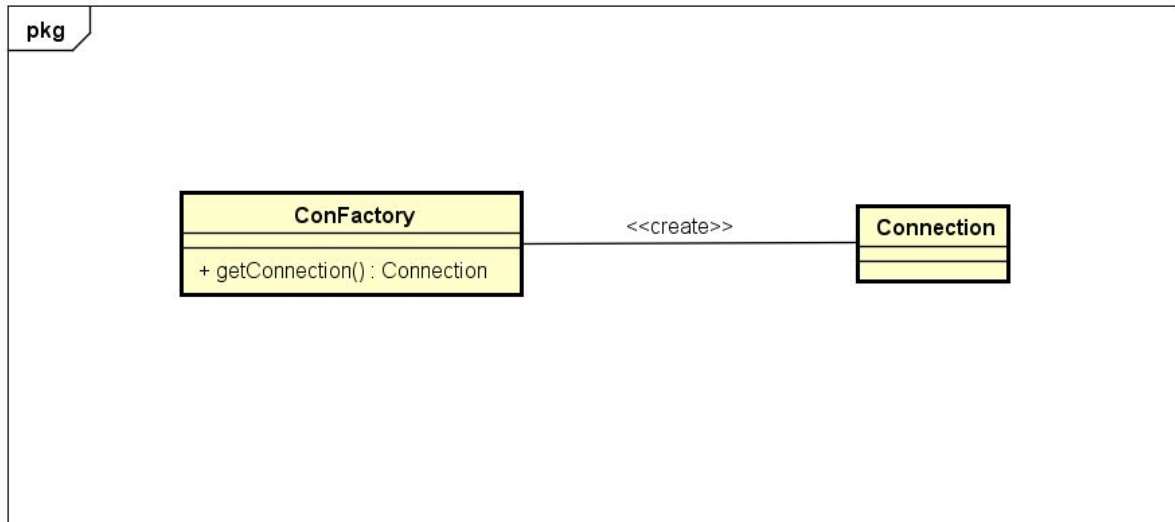 pkg
ConFactory
+ getConnection() : Connection
<<create>>
Connection